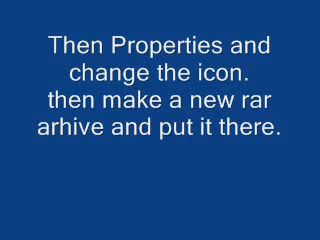 Then Properties and
change the icon.
then make a new rar
arhive and put it there.